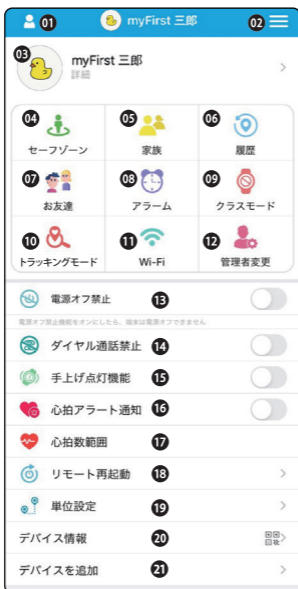 01 myFirst 三郎 02
03 myFirst 三郎
詳細
04 05 06
セーフゾーン 家族 履歴
07 08 09
お友達 アラーム クラスモード
10 11 12
トラッキングモード Wi-Fi 管理者変更
電源オフ禁止 13
電源オフ禁止機能をオンにしたら、端末は電源オフできません
ダイヤル通話禁止 14
手上げ点灯機能 15
心拍アラート通知 16
心拍数範囲 17
リモート再起動 18
単位設定 19
デバイス情報 20
デバイスを追加 21